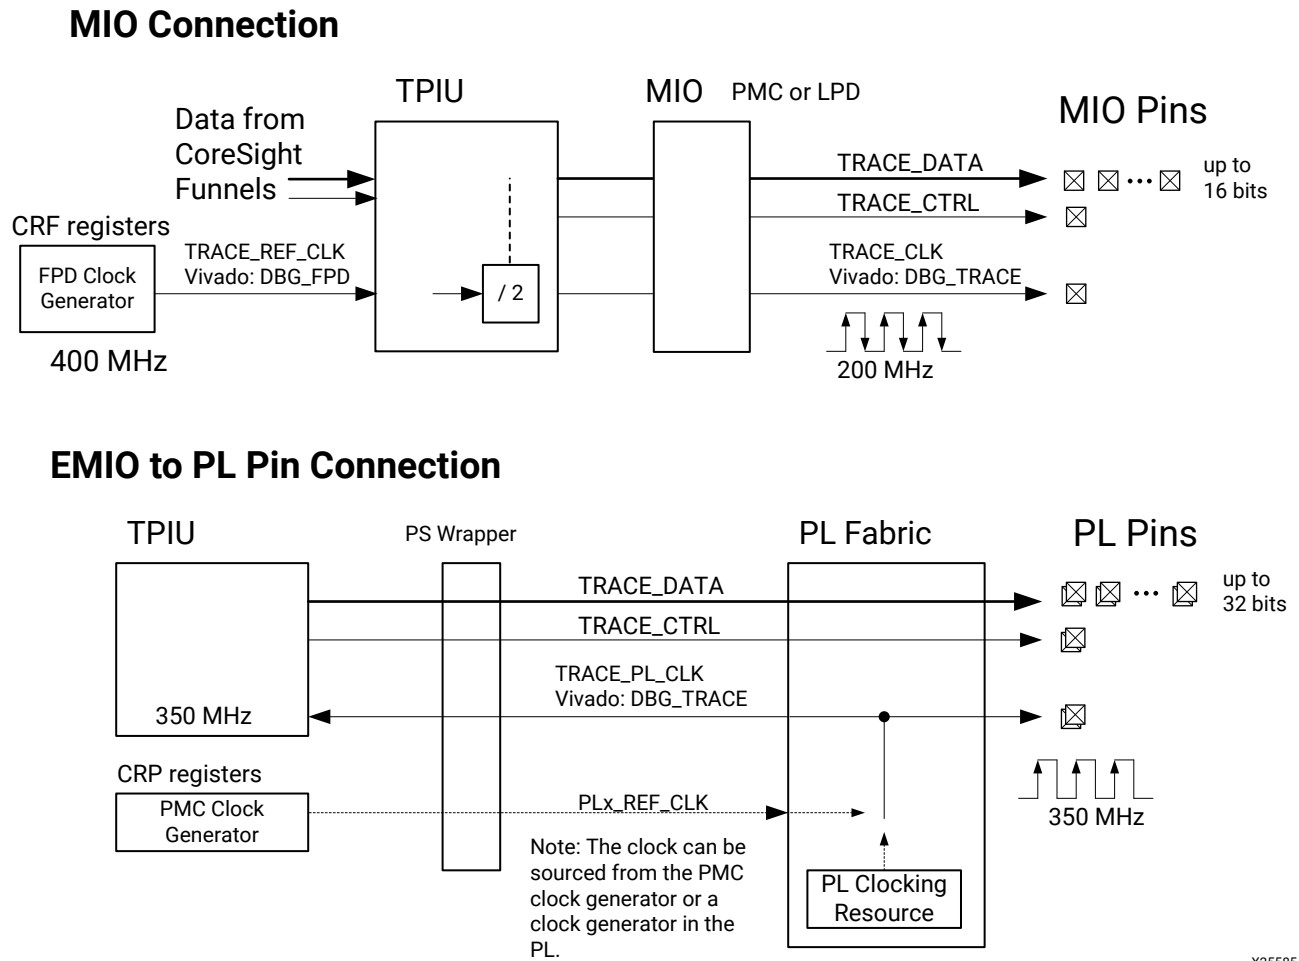 MIO Connection
TPIU
MIO
PMC or LPD
MIO Pins
Data from
CoreSight
Funnels
TRACE_DATA
up to
16 bits
TRACE_CTRL
CRF registers
FPD Clock
Generator
TRACE_REF_CLK
Vivado: DBG_FPD
/ 2
TRACE_CLK
Vivado: DBG_TRACE
400 MHz
200 MHz
EMIO to PL Pin Connection
TPIU
PS Wrapper
PL Fabric
PL Pins
TRACE_DATA
up to
32 bits
TRACE_CTRL
TRACE_PL_CLK
Vivado: DBG_TRACE
350 MHz
CRP registers
PMC Clock
Generator
PLx_REF_CLK
350 MHz
Note: The clock can be
sourced from the PMC
clock generator or a
clock generator in the
PL.
PL Clocking
Resource